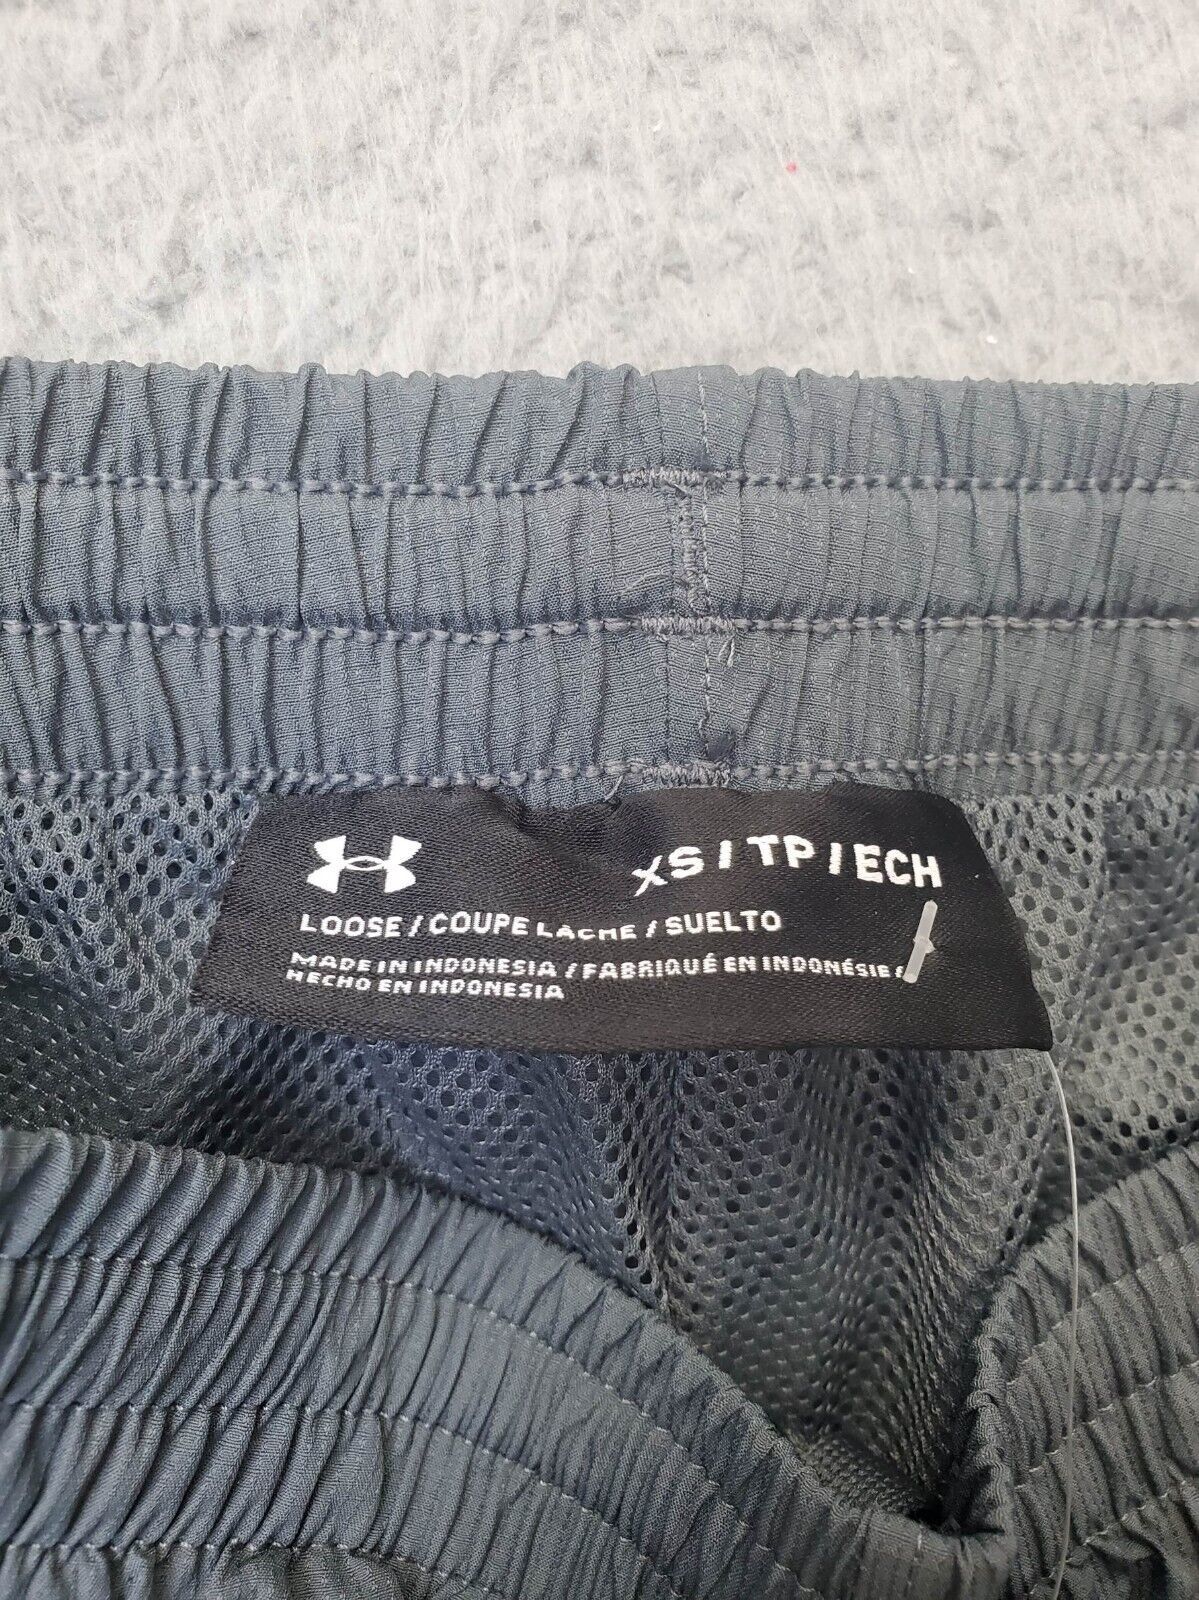 XS / TP / ECH
LOOSE / COUPE LÂCHE / SUELTO
MADE IN INDONESIA / FABRIQUÉ EN INDONÉSIE /
HECHO EN INDONESIA